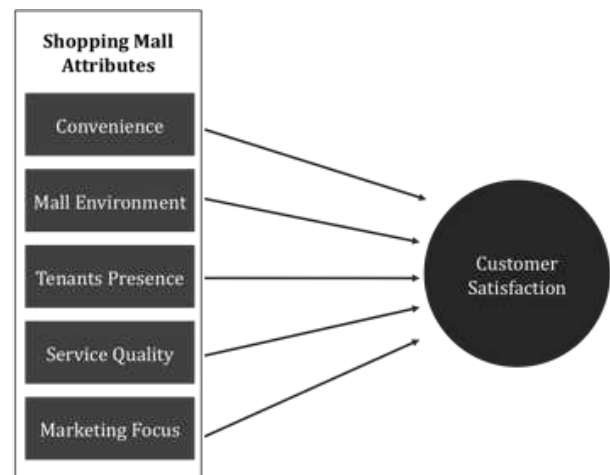 Shopping Mall
Attributes
Convenience
Mall Environment
Tenants Presence
Service Quality
Marketing Focus
Customer
Satisfaction